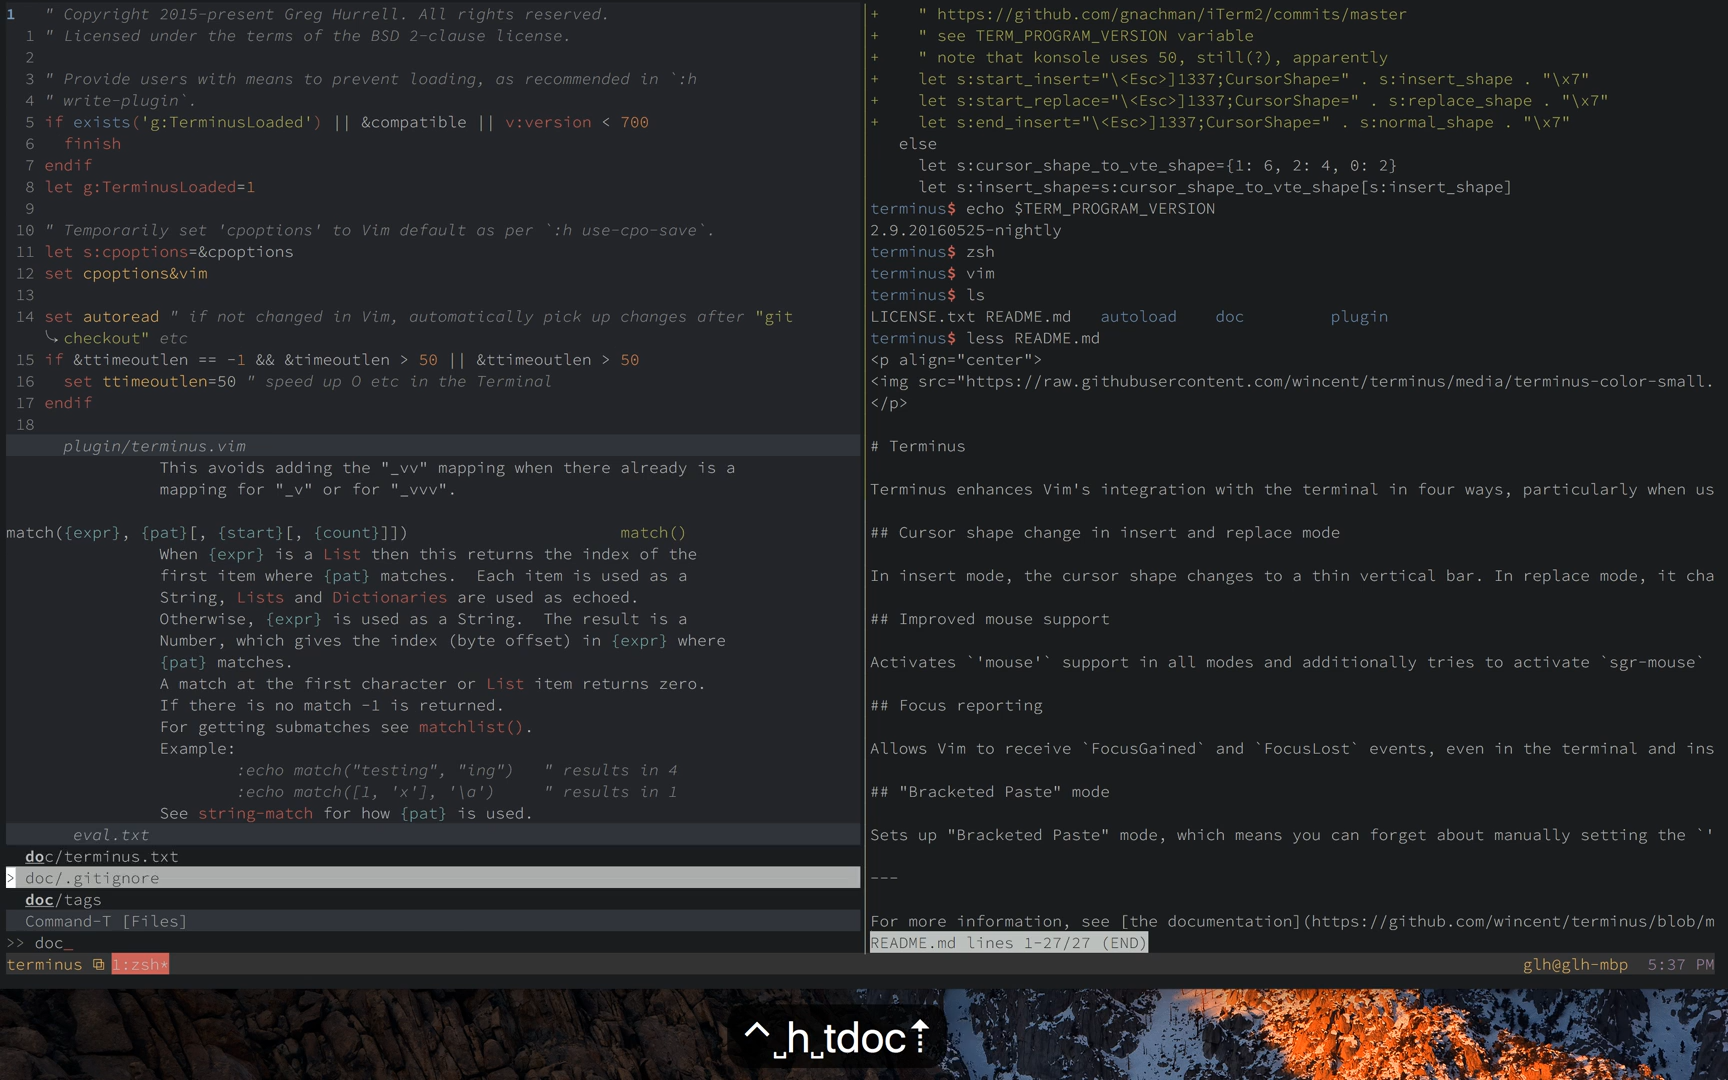 1  " Copyright 2015-present Greg Hurrell. All rights reserved.
1 " Licensed under the terms of the BSD 2-clause license.
2
3 " Provide users with means to prevent loading, as recommended in `:h
4 " write-plugin`.
5 if exists('g:TerminusLoaded') || &compatible || v:version < 700
6   finish
7 endif
8 let g:TerminusLoaded=1
9
10 " Temporarily set 'cpoptions' to Vim default as per `:h use-cpo-save`.
11 let s:cpoptions=&cpoptions
12 set cpoptions&vim
13
14 set autoread " if not changed in Vim, automatically pick up changes after "git
⤷ checkout" etc
15 if &ttimeoutlen == -1 && &timeoutlen > 50 || &ttimeoutlen > 50
16   set ttimeoutlen=50 " speed up O etc in the Terminal
17 endif
18
plugin/terminus.vim
This avoids adding the "_vv" mapping when there already is a
mapping for "_v" or for "_vvv".
match({expr}, {pat}[, {start}[, {count}]]) match()
When {expr} is a List then this returns the index of the
first item where {pat} matches.  Each item is used as a
String, Lists and Dictionaries are used as echoed.
Otherwise, {expr} is used as a String.  The result is a
Number, which gives the index (byte offset) in {expr} where
{pat} matches.
A match at the first character or List item returns zero.
If there is no match -1 is returned.
For getting submatches see matchlist().
Example:
:echo match("testing", "ing")   " results in 4
:echo match([1, 'x'], '\a')     " results in 1
See string-match for how {pat} is used.
eval.txt
doc/terminus.txt
> doc/.gitignore
doc/tags
Command-T [Files]
>> doc_
+    " https://github.com/gnachman/iTerm2/commits/master
+    " see TERM_PROGRAM_VERSION variable
+    " note that konsole uses 50, still(?), apparently
+    let s:start_insert="\<Esc>]1337;CursorShape=" . s:insert_shape . "\x7"
+    let s:start_replace="\<Esc>]1337;CursorShape=" . s:replace_shape . "\x7"
+    let s:end_insert="\<Esc>]1337;CursorShape=" . s:normal_shape . "\x7"
else
let s:cursor_shape_to_vte_shape={1: 6, 2: 4, 0: 2}
let s:insert_shape=s:cursor_shape_to_vte_shape[s:insert_shape]
terminus$ echo $TERM_PROGRAM_VERSION
2.9.20160525-nightly
terminus$ zsh
terminus$ vim
terminus$ ls
LICENSE.txt README.md   autoload    doc         plugin
terminus$ less README.md
<p align="center">
<img src="https://raw.githubusercontent.com/wincent/terminus/media/terminus-color-small.
</p>
# Terminus
Terminus enhances Vim's integration with the terminal in four ways, particularly when us
## Cursor shape change in insert and replace mode
In insert mode, the cursor shape changes to a thin vertical bar. In replace mode, it cha
## Improved mouse support
Activates `'mouse'` support in all modes and additionally tries to activate `sgr-mouse`
## Focus reporting
Allows Vim to receive `FocusGained` and `FocusLost` events, even in the terminal and ins
## "Bracketed Paste" mode
Sets up "Bracketed Paste" mode, which means you can forget about manually setting the `'
---
For more information, see [the documentation](https://github.com/wincent/terminus/blob/m
README.md lines 1-27/27 (END)
terminus ⧉ 1:zsh* glh@glh-mbp 5:37 PM
^␣h␣tdoc⇡